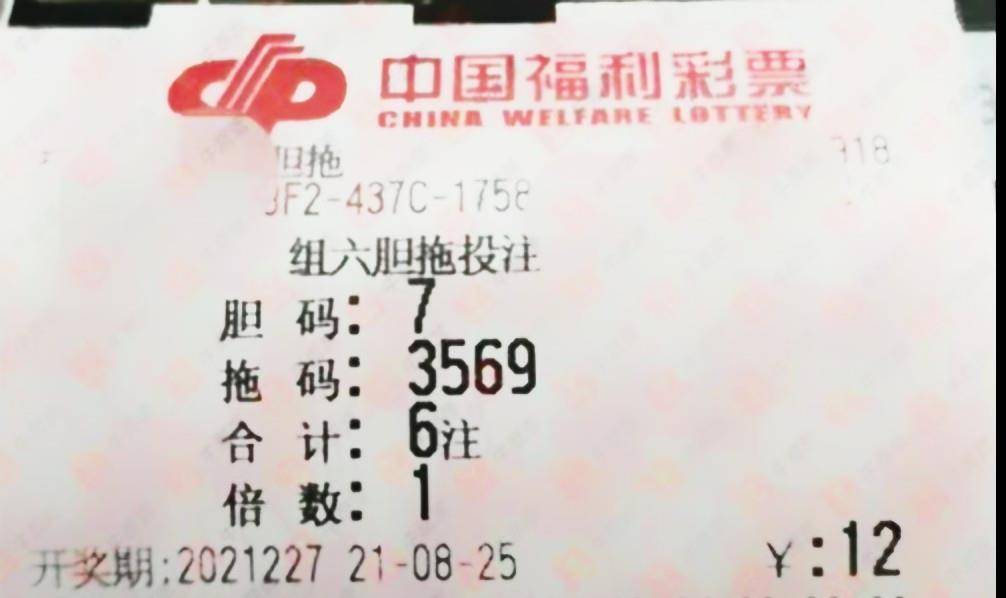 中国福利彩票
CHINA WELFARE LOTTERY
胆拖
F2-437C-1758
组六胆拖投注
胆 码: 7
拖 码: 3569
合 计: 6注
倍 数: 1
开奖期:2021227 21-08-25 ¥:12